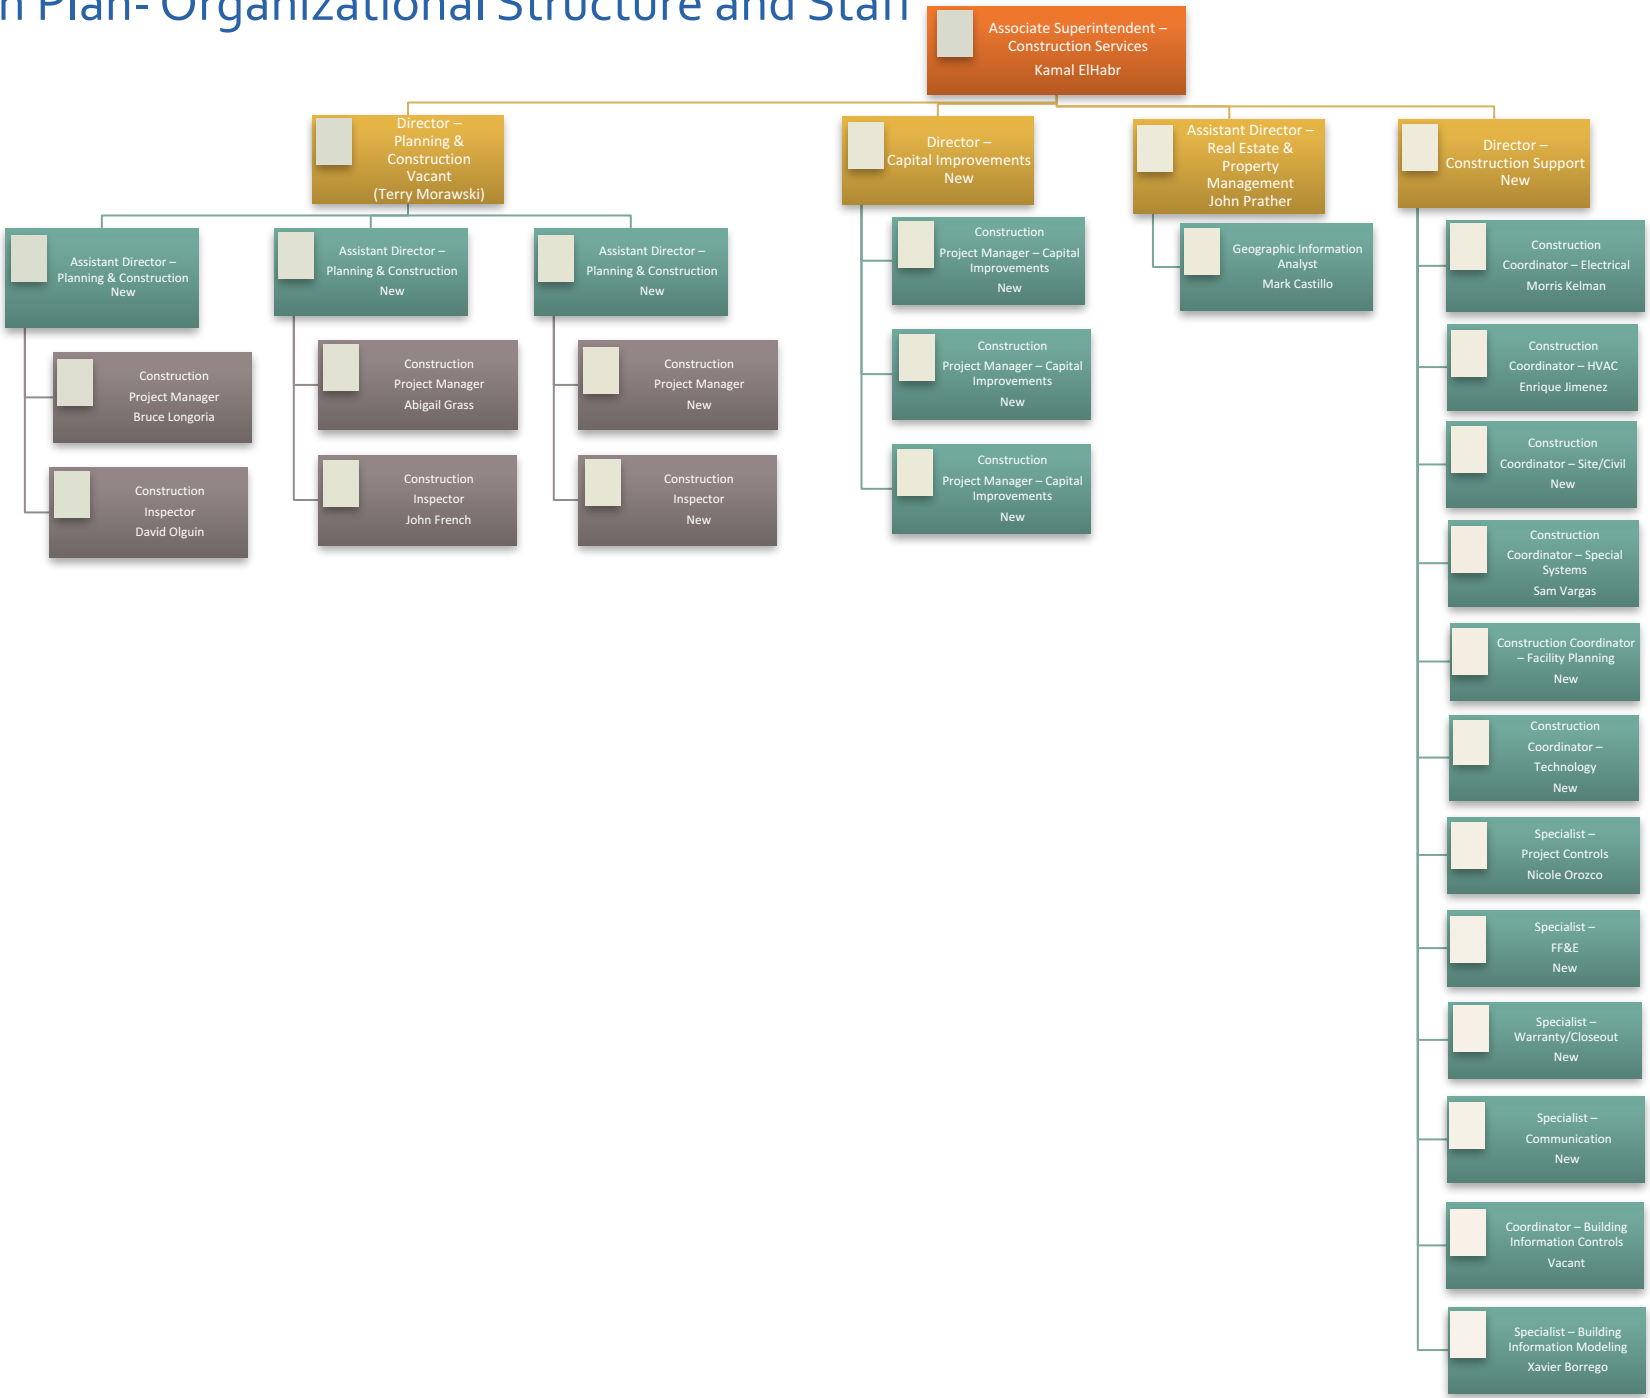 n Plan- Organizational Structure and Staff
Associate Superintendent –
Construction Services
Kamal ElHabr
Director –
Planning &
Construction
Vacant
(Terry Morawski)
Director –
Capital Improvements
New
Assistant Director –
Real Estate &
Property
Management
John Prather
Director –
Construction Support
New
Assistant Director –
Planning & Construction
New
Assistant Director –
Planning & Construction
New
Assistant Director –
Planning & Construction
New
Construction
Project Manager
Bruce Longoria
Construction
Inspector
David Olguin
Construction
Project Manager
Abigail Grass
Construction
Inspector
John French
Construction
Project Manager
New
Construction
Inspector
New
Construction
Project Manager – Capital
Improvements
New
Construction
Project Manager – Capital
Improvements
New
Construction
Project Manager – Capital
Improvements
New
Geographic Information
Analyst
Mark Castillo
Construction
Coordinator – Electrical
Morris Kelman
Construction
Coordinator – HVAC
Enrique Jimenez
Construction
Coordinator – Site/Civil
New
Construction
Coordinator – Special
Systems
Sam Vargas
Construction Coordinator
– Facility Planning
New
Construction
Coordinator –
Technology
New
Specialist –
Project Controls
Nicole Orozco
Specialist –
FF&E
New
Specialist –
Warranty/Closeout
New
Specialist –
Communication
New
Coordinator – Building
Information Controls
Vacant
Specialist – Building
Information Modeling
Xavier Borrego